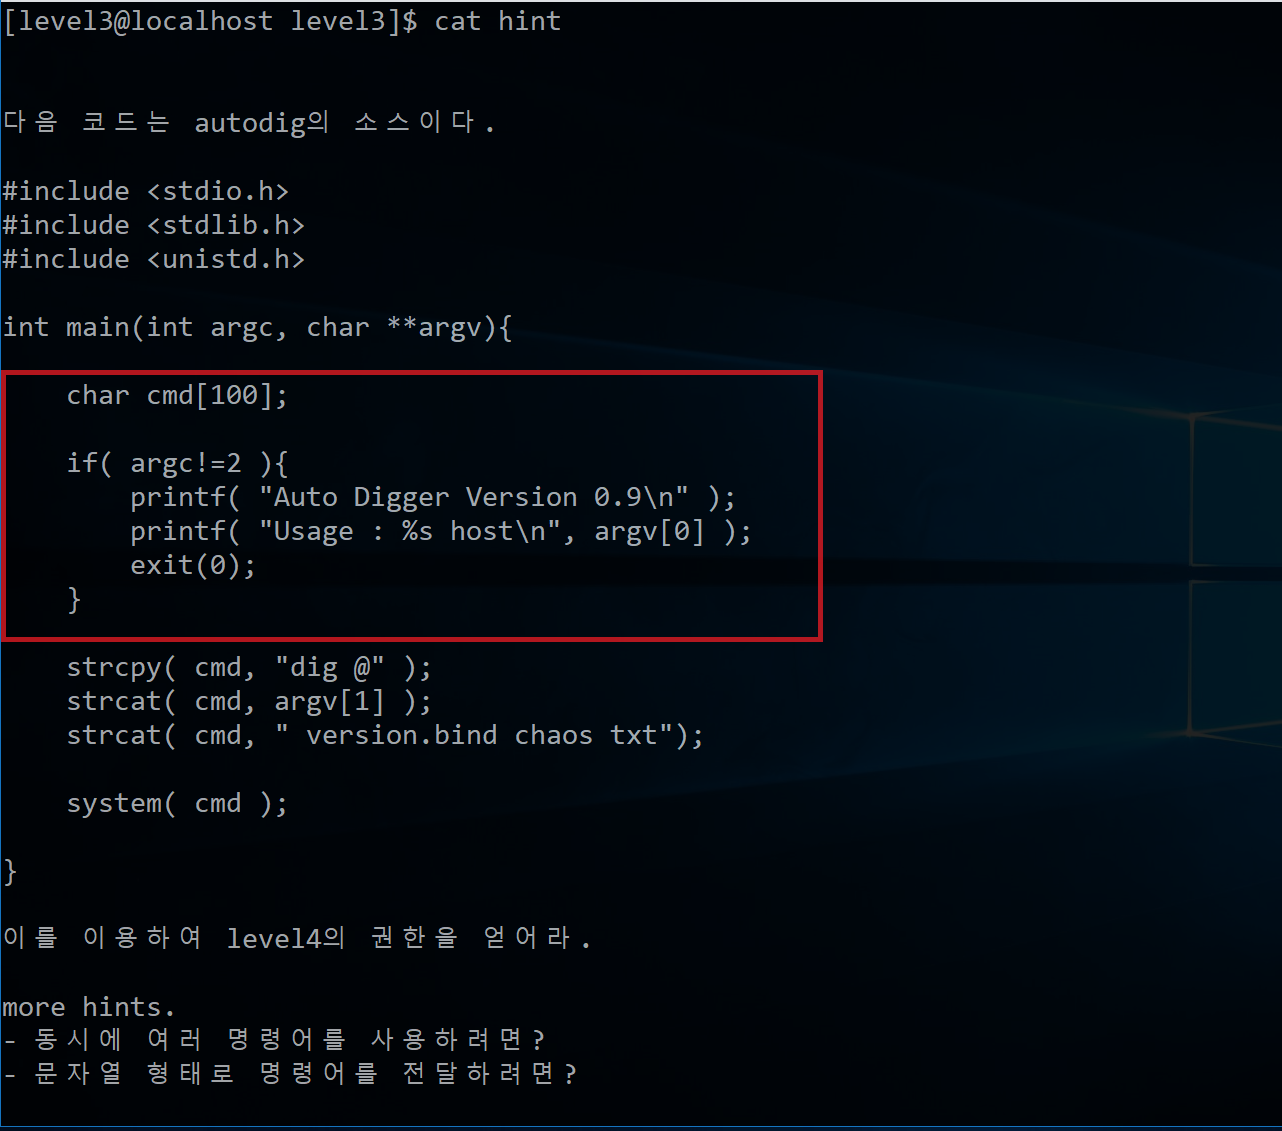 [level3@localhost level3]$ cat hint
다음 코드는 autodig의 소스이다.
#include <stdio.h>
#include <stdlib.h>
#include <unistd.h>
int main(int argc, char **argv){
    char cmd[100];
    if( argc!=2 ){
        printf( "Auto Digger Version 0.9\n" );
        printf( "Usage : %s host\n", argv[0] );
        exit(0);
    }
    strcpy( cmd, "dig @" );
    strcat( cmd, argv[1] );
    strcat( cmd, " version.bind chaos txt");
    system( cmd );
}
이를 이용하여 level4의 권한을 얻어라.
more hints.
- 동시에 여러 명령어를 사용하려면?
- 문자열 형태로 명령어를 전달하려면?